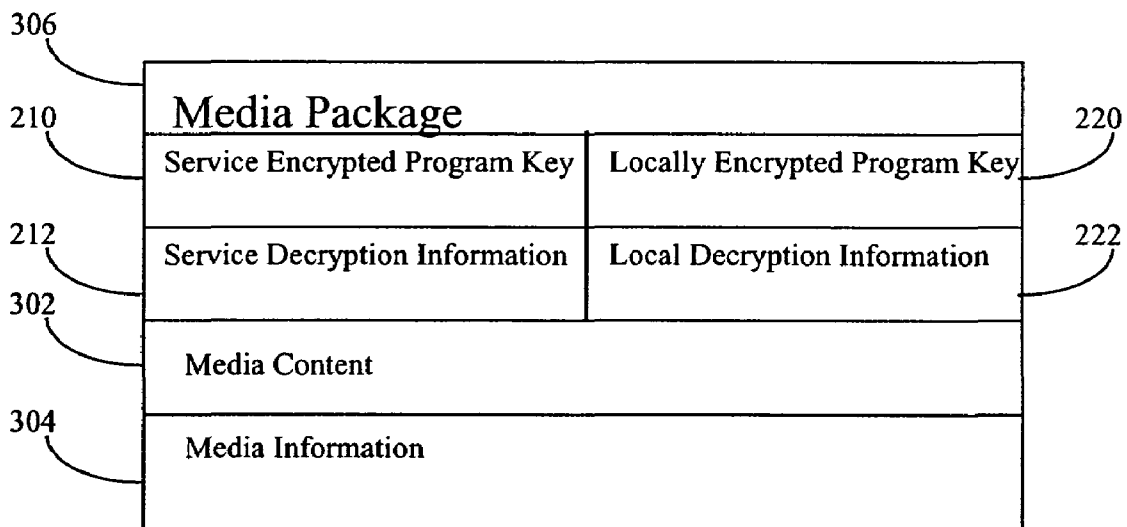 306
Media Package
210
220
Service Encrypted Program Key
Locally Encrypted Program Key
212
222
Service Decryption Information
Local Decryption Information
302
Media Content
304
Media Information